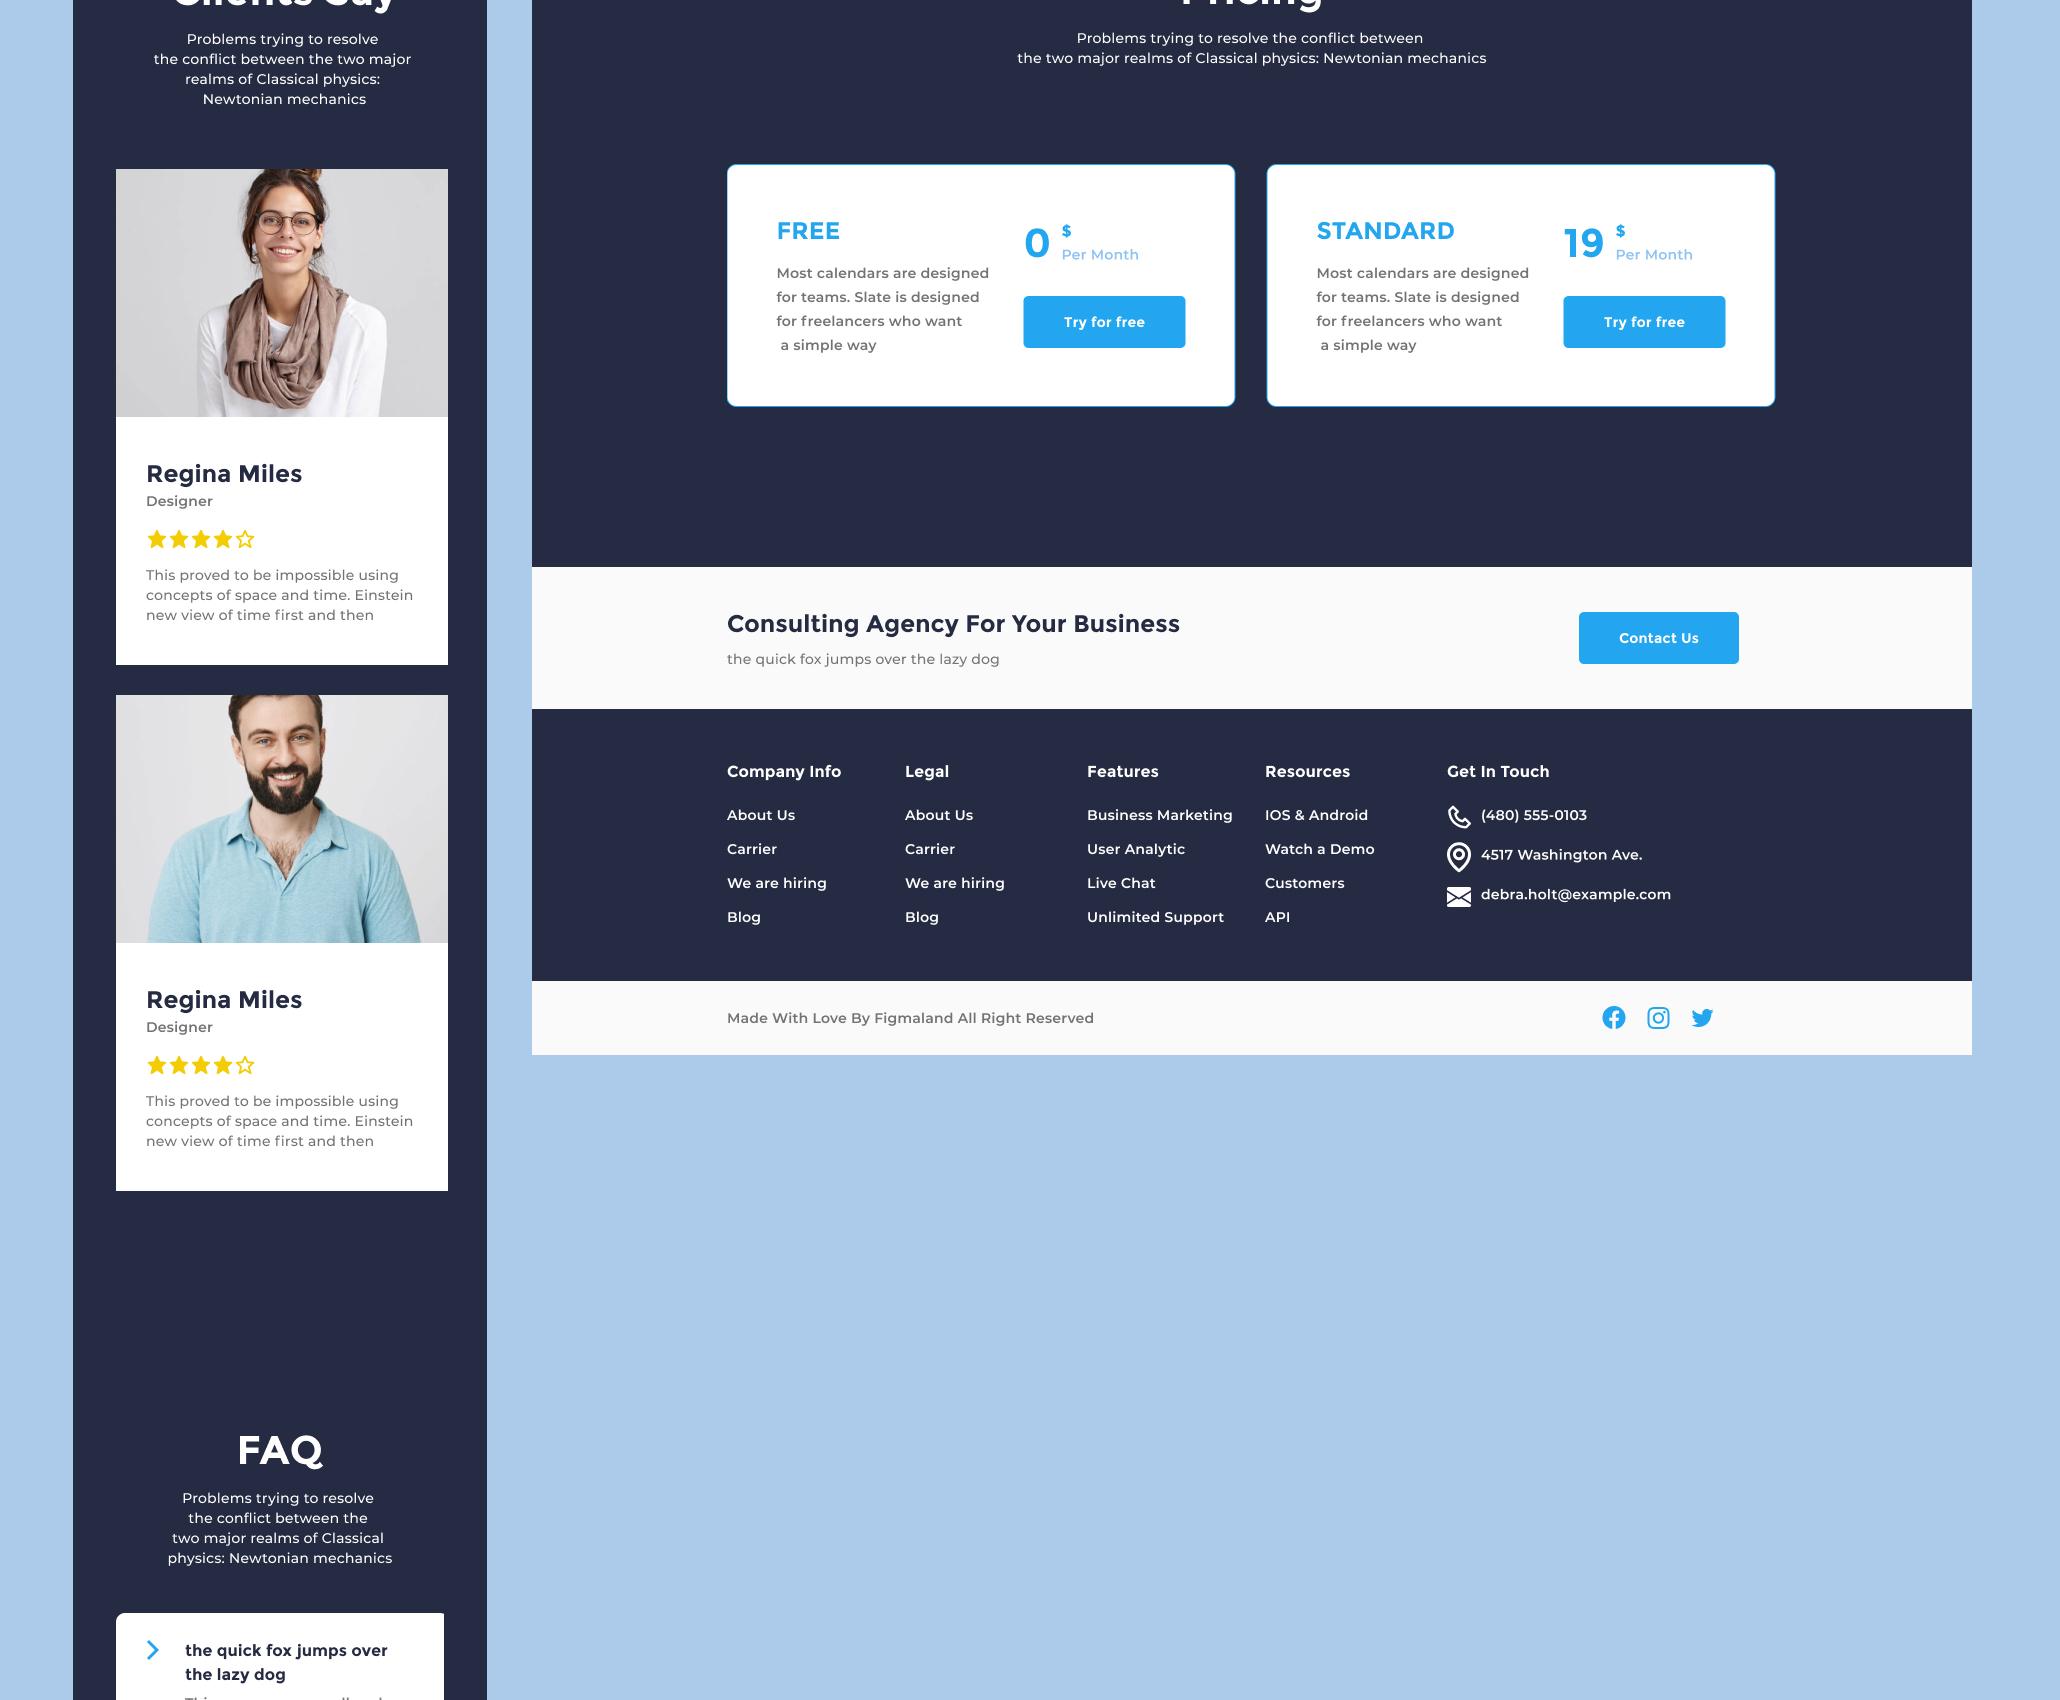 Clients Say
Problems trying to resolve
the conflict between the two major
realms of Classical physics:
Newtonian mechanics
Regina Miles
Designer
This proved to be impossible using
concepts of space and time. Einstein
new view of time first and then
Regina Miles
Designer
This proved to be impossible using
concepts of space and time. Einstein
new view of time first and then
FAQ
Problems trying to resolve
the conflict between the
two major realms of Classical
physics: Newtonian mechanics
the quick fox jumps over
the lazy dog
Pricing
Problems trying to resolve the conflict between
the two major realms of Classical physics: Newtonian mechanics
FREE
Most calendars are designed
for teams. Slate is designed
for freelancers who want
a simple way
0 $
Per Month
Try for free
STANDARD
Most calendars are designed
for teams. Slate is designed
for freelancers who want
a simple way
19 $
Per Month
Try for free
Consulting Agency For Your Business
the quick fox jumps over the lazy dog
Contact Us
Company Info
About Us
Carrier
We are hiring
Blog
Legal
About Us
Carrier
We are hiring
Blog
Features
Business Marketing
User Analytic
Live Chat
Unlimited Support
Resources
IOS & Android
Watch a Demo
Customers
API
Get In Touch
(480) 555-0103
4517 Washington Ave.
debra.holt@example.com
Made With Love By Figmaland All Right Reserved